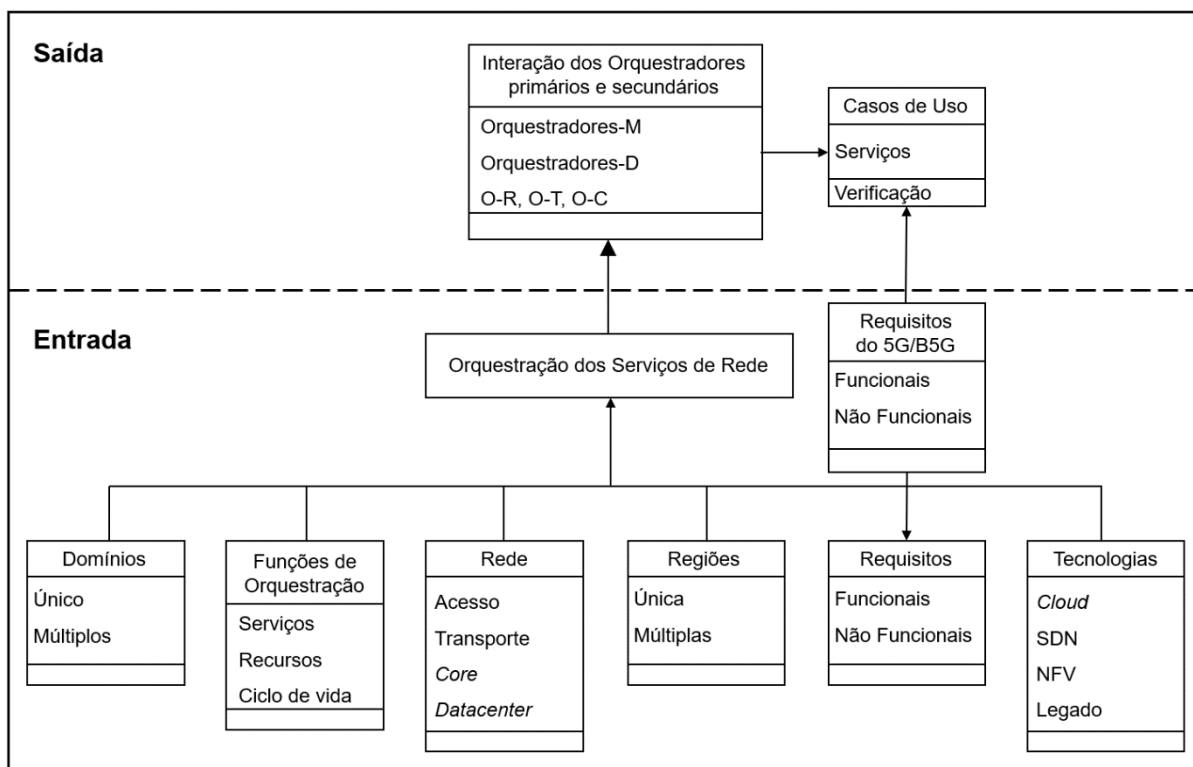 Saída
Interação dos Orquestradores
primários e secundários
Orquestradores-M
Orquestradores-D
O-R, O-T, O-C
Casos de Uso
Serviços
Verificação
Entrada
Orquestração dos Serviços de Rede
Requisitos
do 5G/B5G
Funcionais
Não Funcionais
Domínios
Único
Múltiplos
Funções de
Orquestração
Serviços
Recursos
Ciclo de vida
Rede
Acesso
Transporte
Core
Datacenter
Regiões
Única
Múltiplas
Requisitos
Funcionais
Não Funcionais
Tecnologias
Cloud
SDN
NFV
Legado